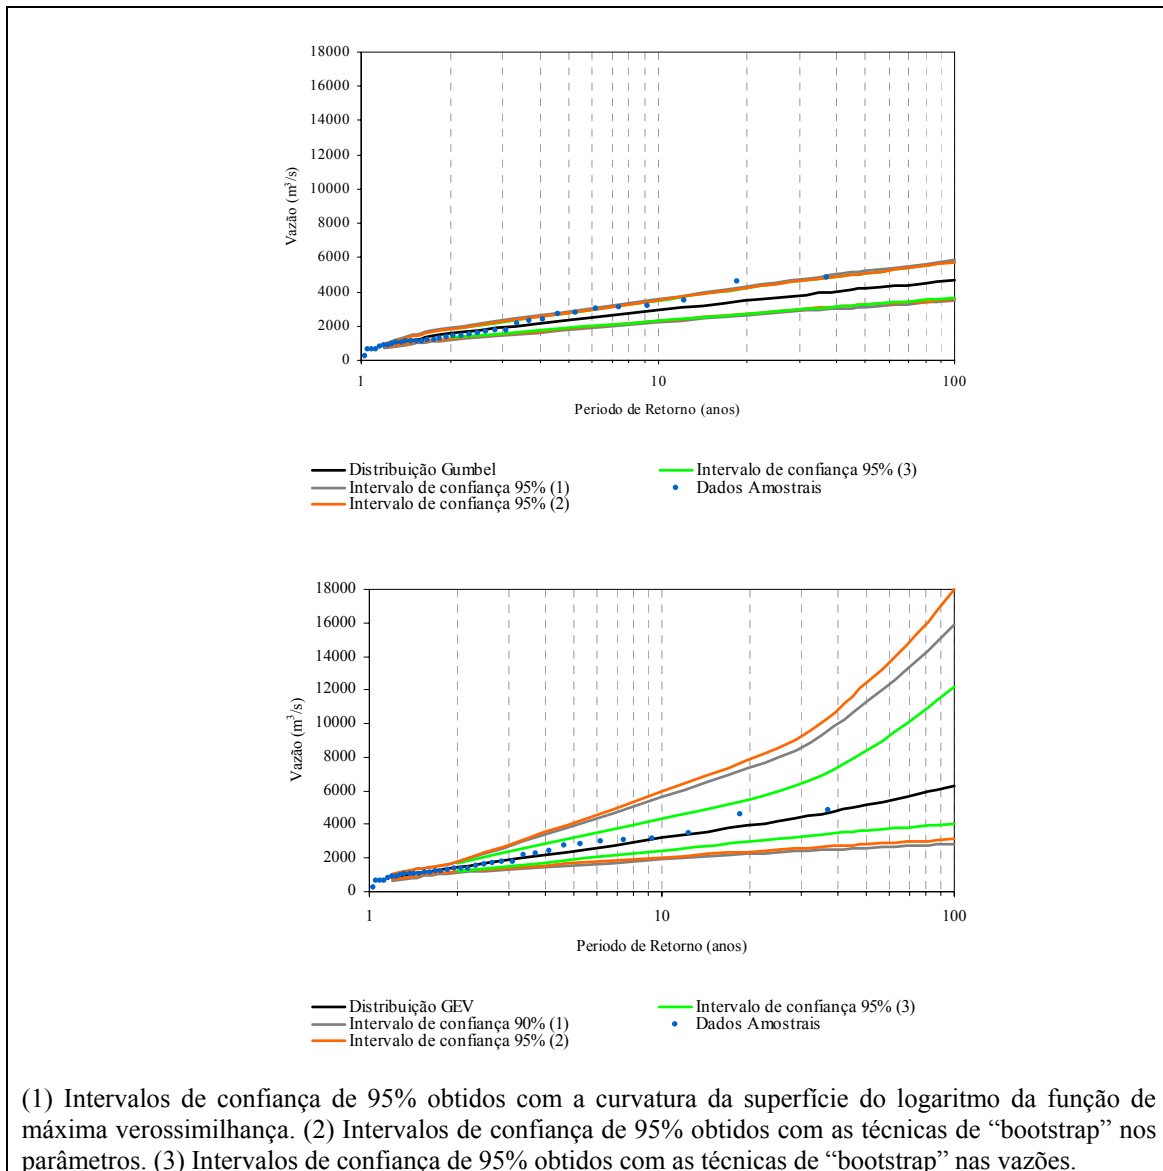 18000
16000
14000
12000
10000
8000
6000
4000
2000
0
Vazão (m³/s)
1 10 100
Periodo de Retorno (anos)
Distribuição Gumbel
Intervalo de confiança 95% (1)
Intervalo de confiança 95% (2)
Intervalo de confiança 95% (3)
Dados Amostrais
18000
16000
14000
12000
10000
8000
6000
4000
2000
0
Vazão (m³/s)
1 10 100
Periodo de Retorno (anos)
Distribuição GEV
Intervalo de confiança 90% (1)
Intervalo de confiança 95% (2)
Intervalo de confiança 95% (3)
Dados Amostrais
(1) Intervalos de confiança de 95% obtidos com a curvatura da superfície do logaritmo da função de
máxima verossimilhança. (2) Intervalos de confiança de 95% obtidos com as técnicas de “bootstrap” nos
parâmetros. (3) Intervalos de confiança de 95% obtidos com as técnicas de “bootstrap” nas vazões.